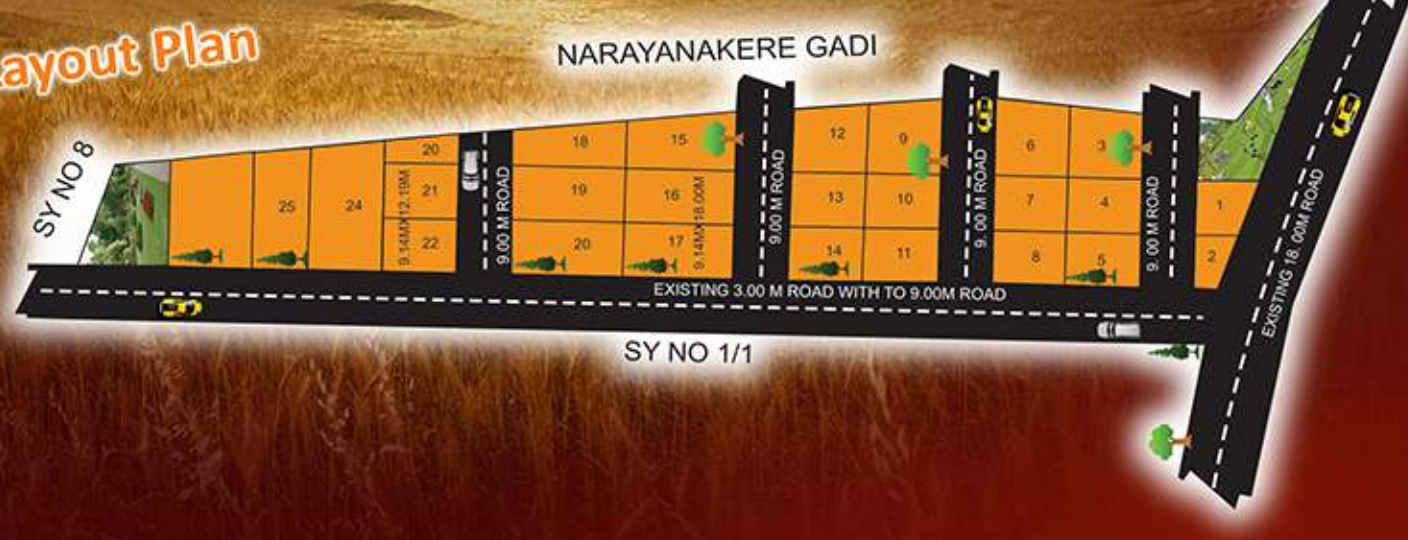 ayout Plan
NARAYANAKERE GADI
SY NO 8
25
24
20
21
22
9.14MX12.19M
9.00 M ROAD
18
15
19
16
20
17
9.14MX18.00M
9.00 M ROAD
12
9
13
10
14
11
9. 00 M ROAD
6
3
7
4
8
5
9. 00 M ROAD
1
2
EXISTING 18. 00M ROAD
EXISTING 3.00 M ROAD WITH TO 9.00M ROAD
SY NO 1/1